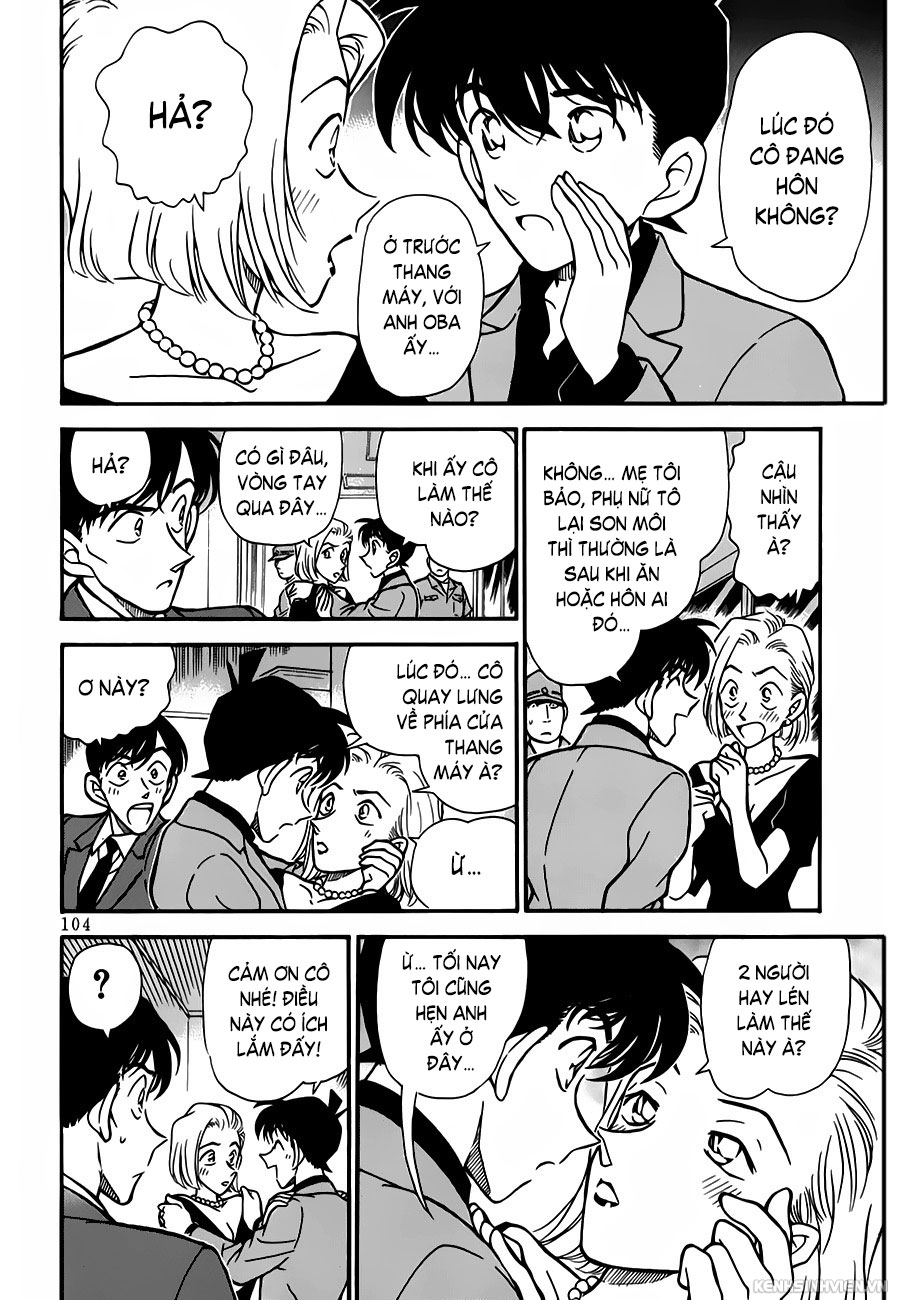 LÚC ĐÓ
CÔ ĐANG
HÔN
KHÔNG?
Ở TRƯỚC
THANG
MÁY, VỚI
ANH OBA
ẤY...
HẢ?
CẬU
NHÌN
THẤY
À?
KHÔNG... MẸ TÔI
BẢO, PHỤ NỮ TÔ
LẠI SON MÔI
THÌ THƯỜNG LÀ
SAU KHI ĂN
HOẶC HÔN AI
ĐÓ...
KHI ẤY CÔ
LÀM THẾ
NÀO?
CÓ GÌ ĐÂU,
VÒNG TAY
QUA ĐÂY...
HẢ?
LÚC ĐÓ... CÔ
QUAY LƯNG
VỀ PHÍA CỬA
THANG
MÁY À?
Ừ...
Ơ NÀY?
104
2 NGƯỜI
HAY LÉN
LÀM THẾ
NÀY À?
Ừ... TỐI NAY
TÔI CŨNG
HẸN ANH
ẤY Ở
ĐÂY...
CẢM ƠN CÔ
NHÉ! ĐIỀU
NÀY CÓ ÍCH
LẮM ĐẤY!
?
KENHSINHVIEN.VN